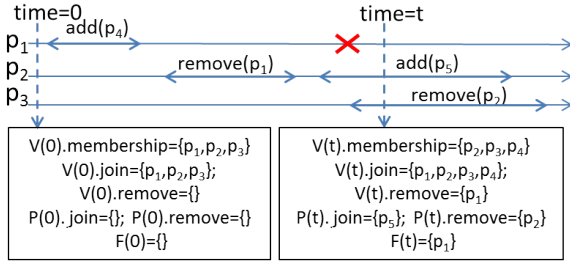 time=0 time=t
add(p₄)
p₁
p₂ remove(p₁) add(p₅)
p₃ remove(p₂)
V(0).membership={p₁,p₂,p₃}
V(0).join={p₁,p₂,p₃};
V(0).remove={}
P(0). join={}; P(0).remove={}
F(0)={}
V(t).membership={p₂,p₃,p₄}
V(t).join={p₁,p₂,p₃,p₄};
V(t).remove={p₁}
P(t). join={p₅}; P(t).remove={p₂}
F(t)={p₁}